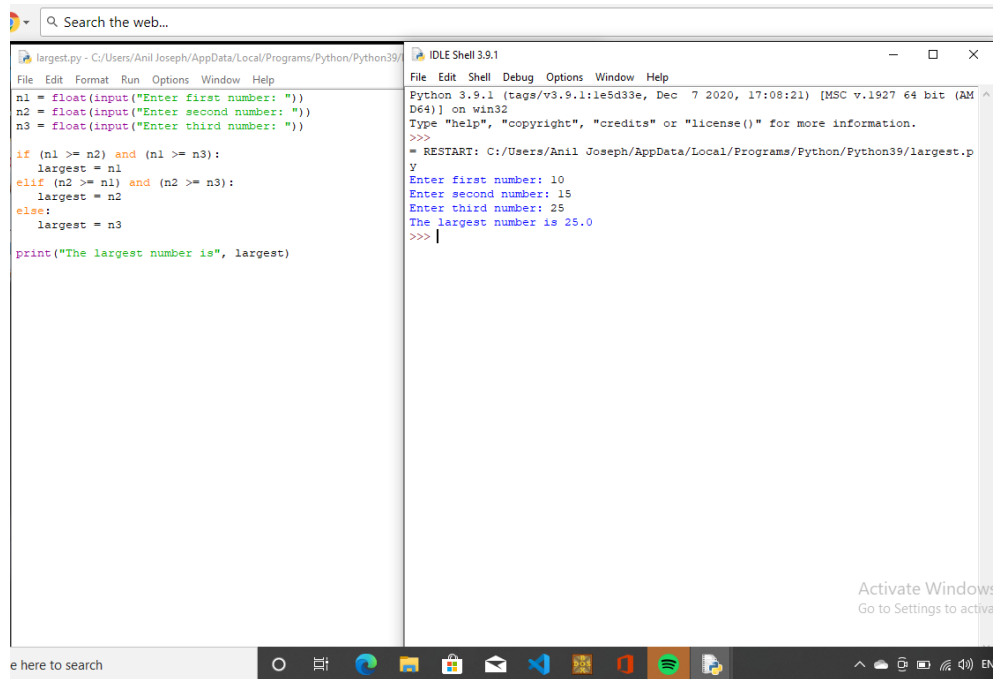 Search the web...
largest.py - C:/Users/Anil Joseph/AppData/Local/Programs/Python/Python39/l
File Edit Format Run Options Window Help
n1 = float(input("Enter first number: "))
n2 = float(input("Enter second number: "))
n3 = float(input("Enter third number: "))
if (n1 >= n2) and (n1 >= n3):
   largest = n1
elif (n2 >= n1) and (n2 >= n3):
   largest = n2
else:
   largest = n3
print("The largest number is", largest)
IDLE Shell 3.9.1
File Edit Shell Debug Options Window Help
Python 3.9.1 (tags/v3.9.1:1e5d33e, Dec  7 2020, 17:08:21) [MSC v.1927 64 bit (AM
D64)] on win32
Type "help", "copyright", "credits" or "license()" for more information.
>>>
= RESTART: C:/Users/Anil Joseph/AppData/Local/Programs/Python/Python39/largest.p
y
Enter first number: 10
Enter second number: 15
Enter third number: 25
The largest number is 25.0
>>>
Activate Windows
Go to Settings to activa
e here to search
DOS
EN